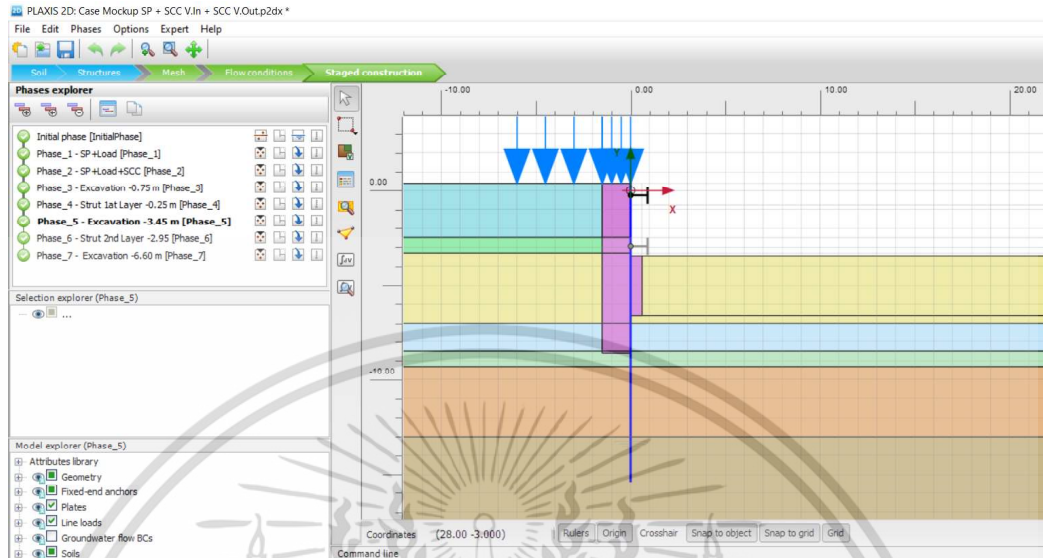 2D PLAXIS 2D: Case Mockup SP + SCC V.In + SCC V.Out.p2dx *
File Edit Phases Options Expert Help
Soil Structures Mesh Flow conditions Staged construction
Phases explorer
Initial phase [InitialPhase]
Phase_1 - SP+Load [Phase_1]
Phase_2 - SP+Load+SCC [Phase_2]
Phase_3 - Excavation -0.75 m [Phase_3]
Phase_4 - Strut 1at Layer -0.25 m [Phase_4]
Phase_5 - Excavation -3.45 m [Phase_5]
Phase_6 - Strut 2nd Layer -2.95 [Phase_6]
Phase_7 - Excavation -6.60 m [Phase_7]
Selection explorer (Phase_5)
...
Model explorer (Phase_5)
Attributes library
Geometry
Fixed-end anchors
Plates
Line loads
Groundwater flow BCs
Soils
-10.00 0.00 10.00 20.00
0.00
Y
X
-10.00
Coordinates (28.00 -3.000) Rulers Origin Crosshair Snap to object Snap to grid Grid
Command line